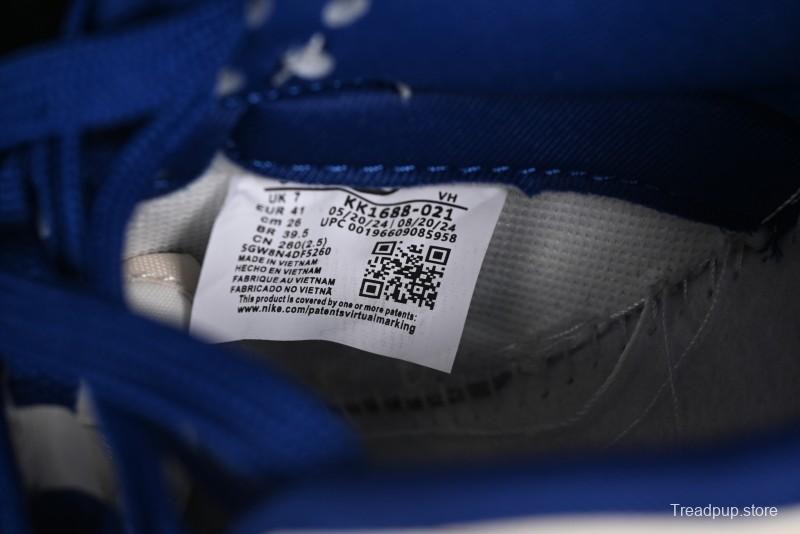 UK 7
EUR 41
cm 26
BR 39.5
CN 260(2.5)
5GW8N4DF5260
MADE IN VIETNAM
HECHO EN VIETNAM
FABRIQUE AU VIETNAM
FABRICADO NO VIETNÃ
This product is covered by one or more patents:
www.nike.com/patentsvirtualmarking
VH
KK1688-021
05/20/24 | 08/20/24
UPC 00196609085958
Treadpup.store